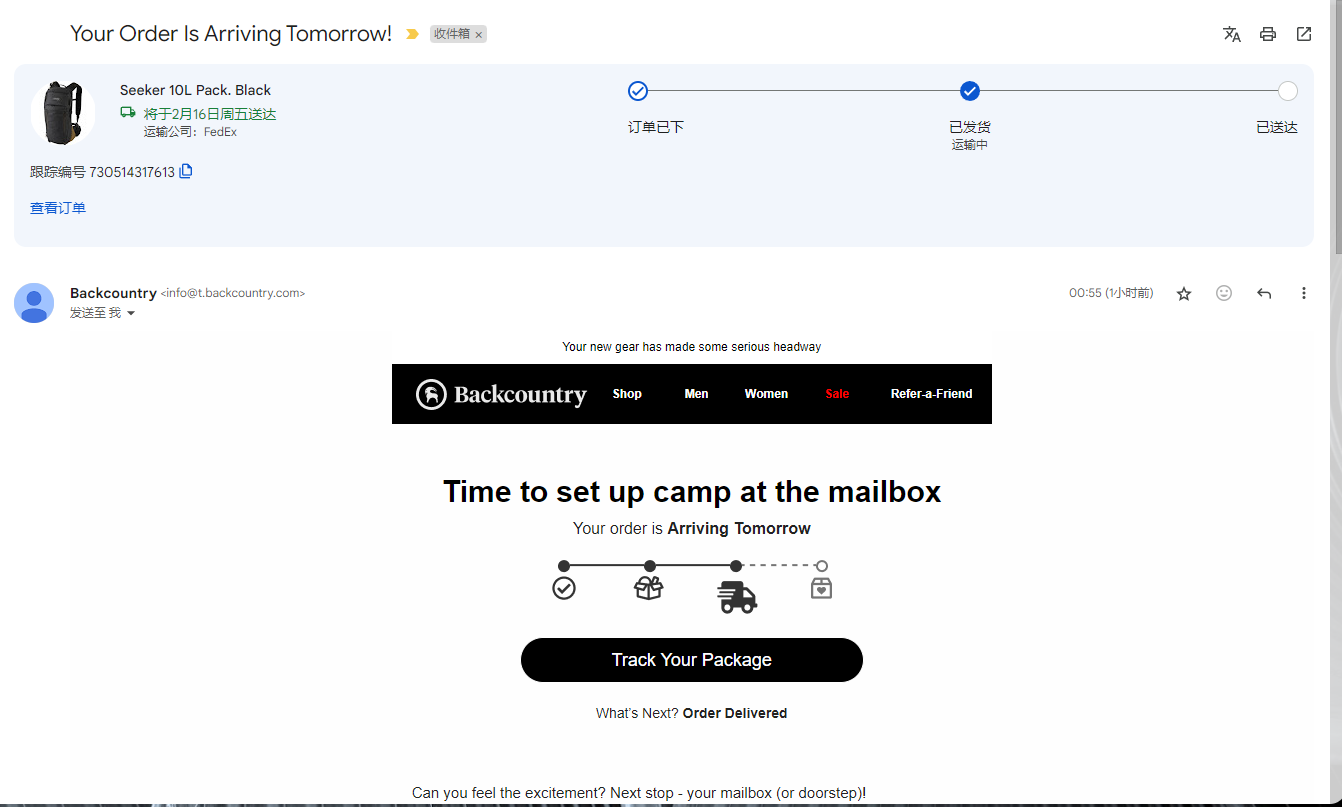 Your Order Is Arriving Tomorrow! 收件箱 ×
Seeker 10L Pack. Black
将于2月16日周五送达
运输公司：FedEx
订单已下
已发货
运输中
已送达
跟踪编号 730514317613
查看订单
Backcountry <info@t.backcountry.com>
00:55 (1小时前)
发送至 我
Your new gear has made some serious headway
Backcountry Shop Men Women Sale Refer-a-Friend
Time to set up camp at the mailbox
Your order is Arriving Tomorrow
Track Your Package
What's Next? Order Delivered
Can you feel the excitement? Next stop - your mailbox (or doorstep)!